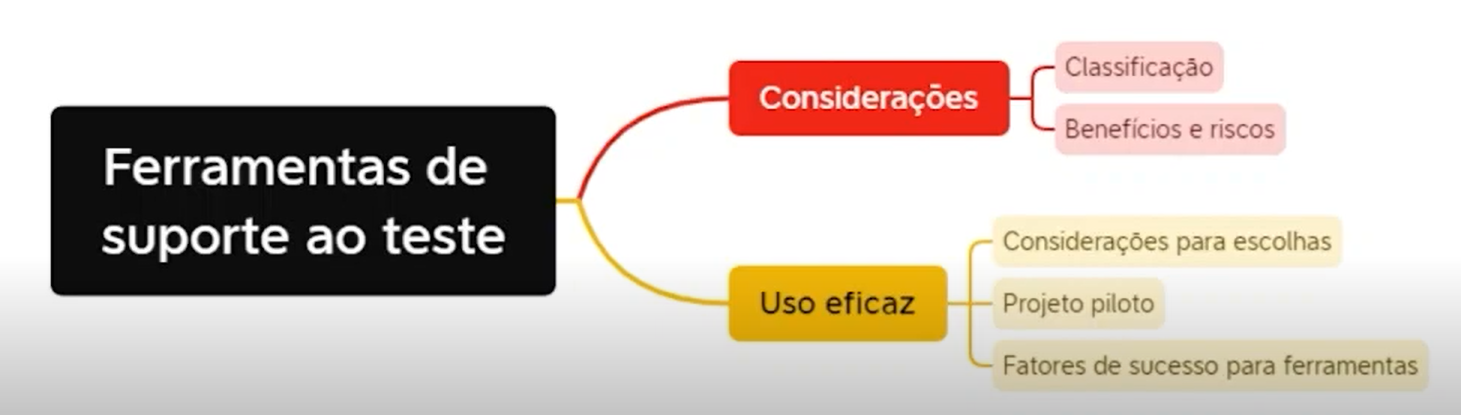 Ferramentas de
suporte ao teste
Considerações
Classificação
Benefícios e riscos
Uso eficaz
Considerações para escolhas
Projeto piloto
Fatores de sucesso para ferramentas